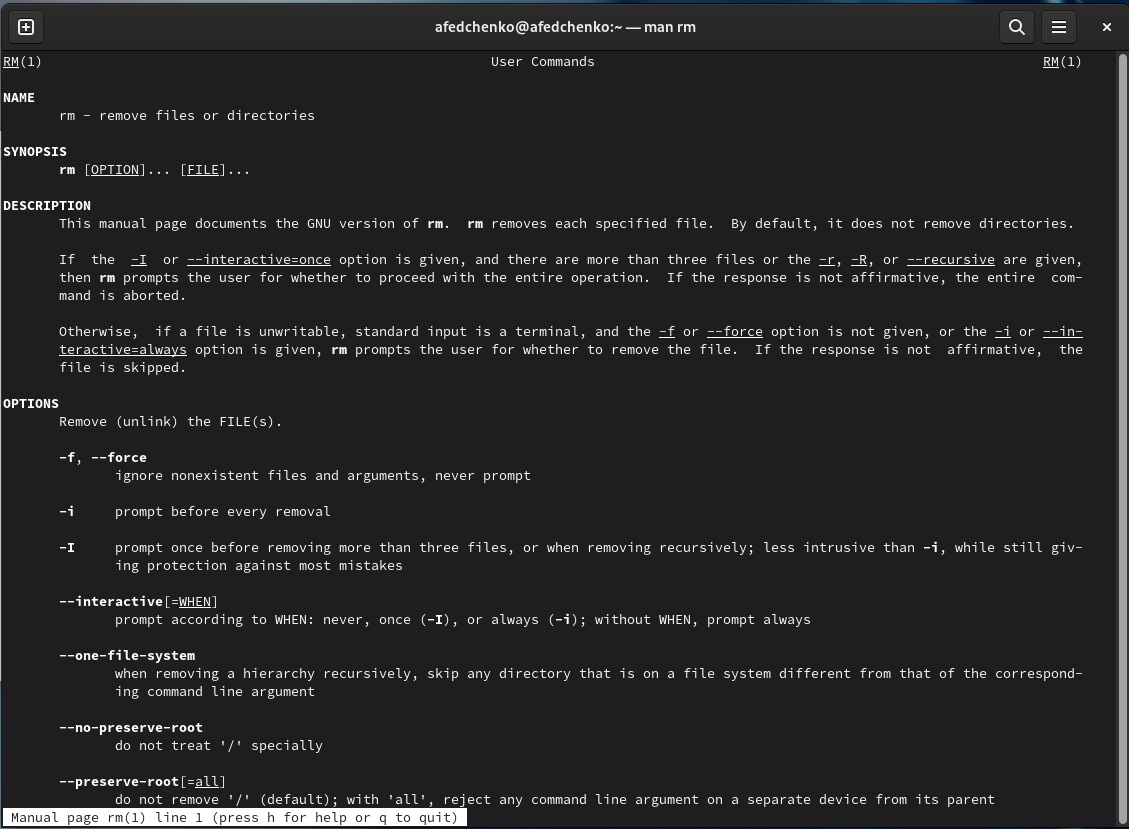 afedchenko@afedchenko:~ — man rm
RM(1) User Commands RM(1)
NAME
rm - remove files or directories
SYNOPSIS
rm [OPTION]... [FILE]...
DESCRIPTION
This manual page documents the GNU version of rm. rm removes each specified file. By default, it does not remove directories.
If the -I or --interactive=once option is given, and there are more than three files or the -r, -R, or --recursive are given,
then rm prompts the user for whether to proceed with the entire operation. If the response is not affirmative, the entire com-
mand is aborted.
Otherwise, if a file is unwritable, standard input is a terminal, and the -f or --force option is not given, or the -i or --in-
teractive=always option is given, rm prompts the user for whether to remove the file. If the response is not affirmative, the
file is skipped.
OPTIONS
Remove (unlink) the FILE(s).
-f, --force
ignore nonexistent files and arguments, never prompt
-i prompt before every removal
-I prompt once before removing more than three files, or when removing recursively; less intrusive than -i, while still giv-
ing protection against most mistakes
--interactive[=WHEN]
prompt according to WHEN: never, once (-I), or always (-i); without WHEN, prompt always
--one-file-system
when removing a hierarchy recursively, skip any directory that is on a file system different from that of the correspond-
ing command line argument
--no-preserve-root
do not treat '/' specially
--preserve-root[=all]
do not remove '/' (default); with 'all', reject any command line argument on a separate device from its parent
Manual page rm(1) line 1 (press h for help or q to quit)